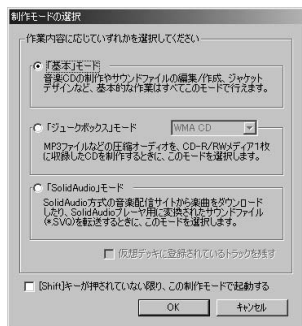 制作モードの選択
作業内容に応じていずれかを選択してください
「基本」モード
音楽CDの制作やサウンドファイルの編集/作成、ジャケット
デザインなど、基本的な作業はすべてこのモードで行えます。
「ジュークボックス」モード WMA CD
MP3ファイルなどの圧縮オーディオを、CD-R/RWメディア1枚
に収録したCDを制作するときに、このモードを選択します。
「SolidAudio」モード
SolidAudio方式の音楽配信サイトから楽曲をダウンロード
したり、SolidAudioプレーヤ用に変換されたサウンドファイル
(*.SVQ)を転送するときに、このモードを選択します。
仮想デッキに登録されているトラックを残す
[Shift]キーが押されていない限り、この制作モードで起動する
OK キャンセル